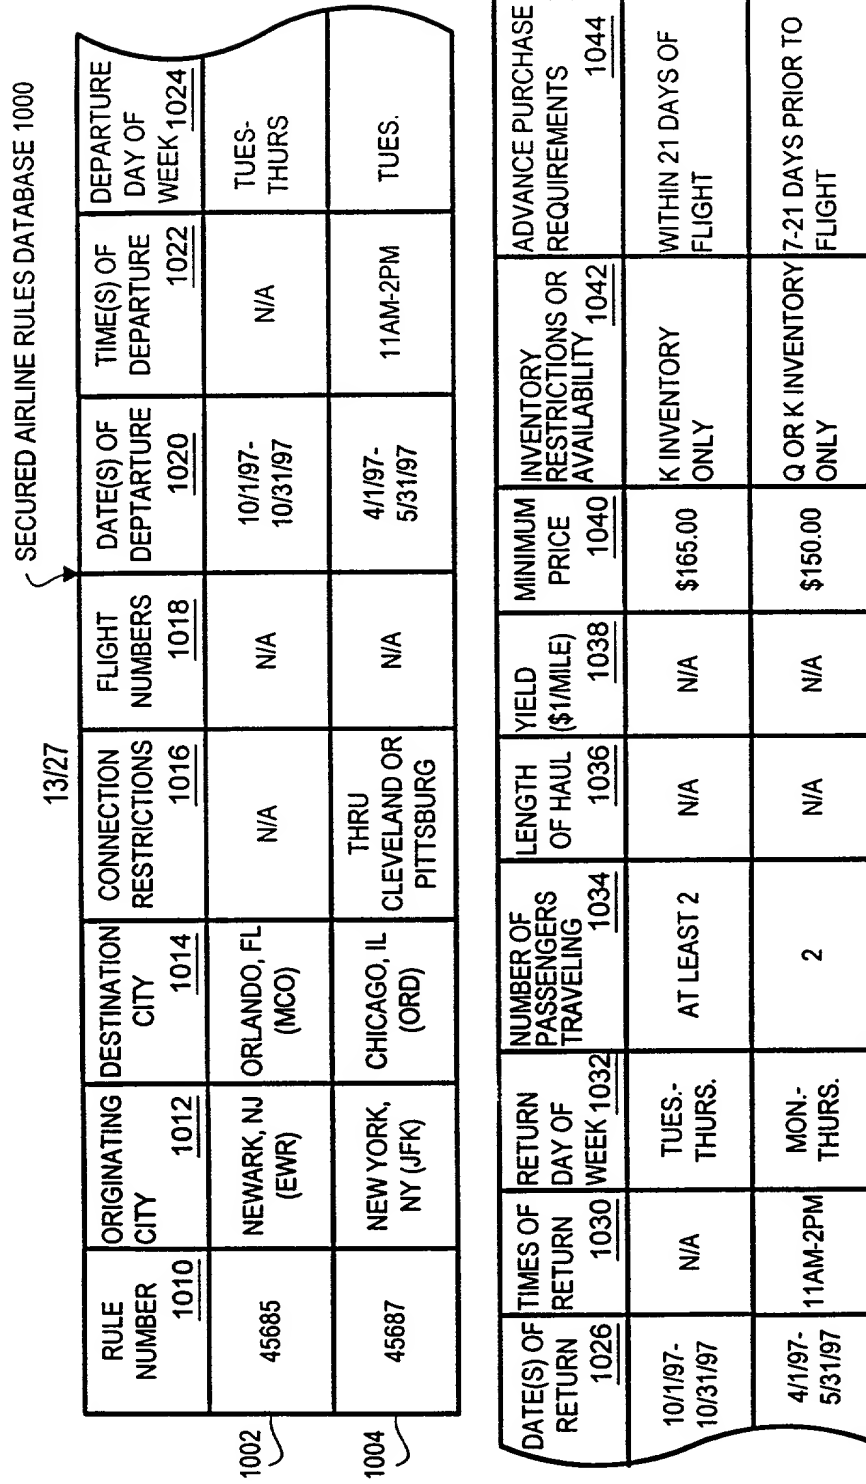 13/27
SECURED AIRLINE RULES DATABASE 1000
RULE
NUMBER
1010
ORIGINATING
CITY
1012
DESTINATION
CITY
1014
CONNECTION
RESTRICTIONS
1016
FLIGHT
NUMBERS
1018
DATE(S) OF
DEPTARTURE
1020
TIME(S) OF
DEPARTURE
1022
DEPARTURE
DAY OF
WEEK 1024
1002
45685
NEWARK, NJ
(EWR)
ORLANDO, FL
(MCO)
N/A
N/A
10/1/97-
10/31/97
N/A
TUES-
THURS
1004
45687
NEW YORK,
NY (JFK)
CHICAGO, IL
(ORD)
THRU
CLEVELAND OR
PITTSBURG
N/A
4/1/97-
5/31/97
11AM-2PM
TUES.
DATE(S) OF
RETURN
1026
TIMES OF
RETURN
1030
RETURN
DAY OF
WEEK 1032
NUMBER OF
PASSENGERS
TRAVELING
1034
LENGTH
OF HAUL
1036
YIELD
($1/MILE)
1038
MINIMUM
PRICE
1040
INVENTORY
RESTRICTIONS OR
AVAILABILITY
1042
ADVANCE PURCHASE
REQUIREMENTS
1044
10/1/97-
10/31/97
N/A
TUES.-
THURS.
AT LEAST 2
N/A
N/A
$165.00
K INVENTORY
ONLY
WITHIN 21 DAYS OF
FLIGHT
4/1/97-
5/31/97
11AM-2PM
MON.-
THURS.
2
N/A
N/A
$150.00
Q OR K INVENTORY
ONLY
7-21 DAYS PRIOR TO
FLIGHT